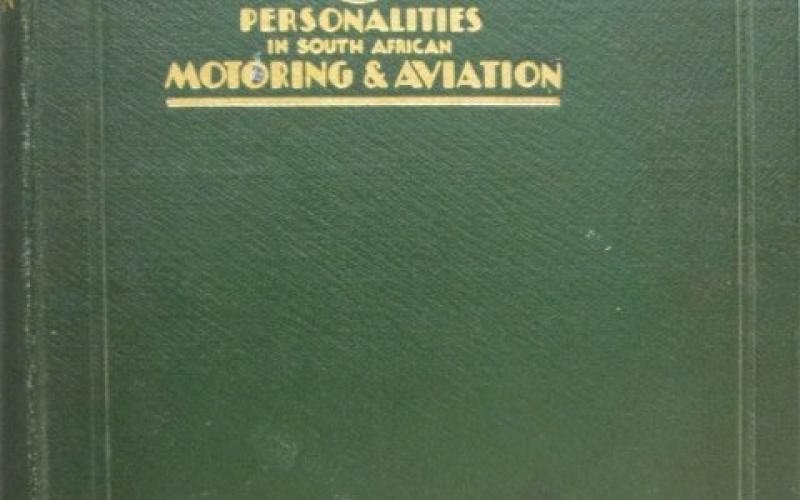 PERSONALITIES
IN SOUTH AFRICAN
MOTORING & AVIATION